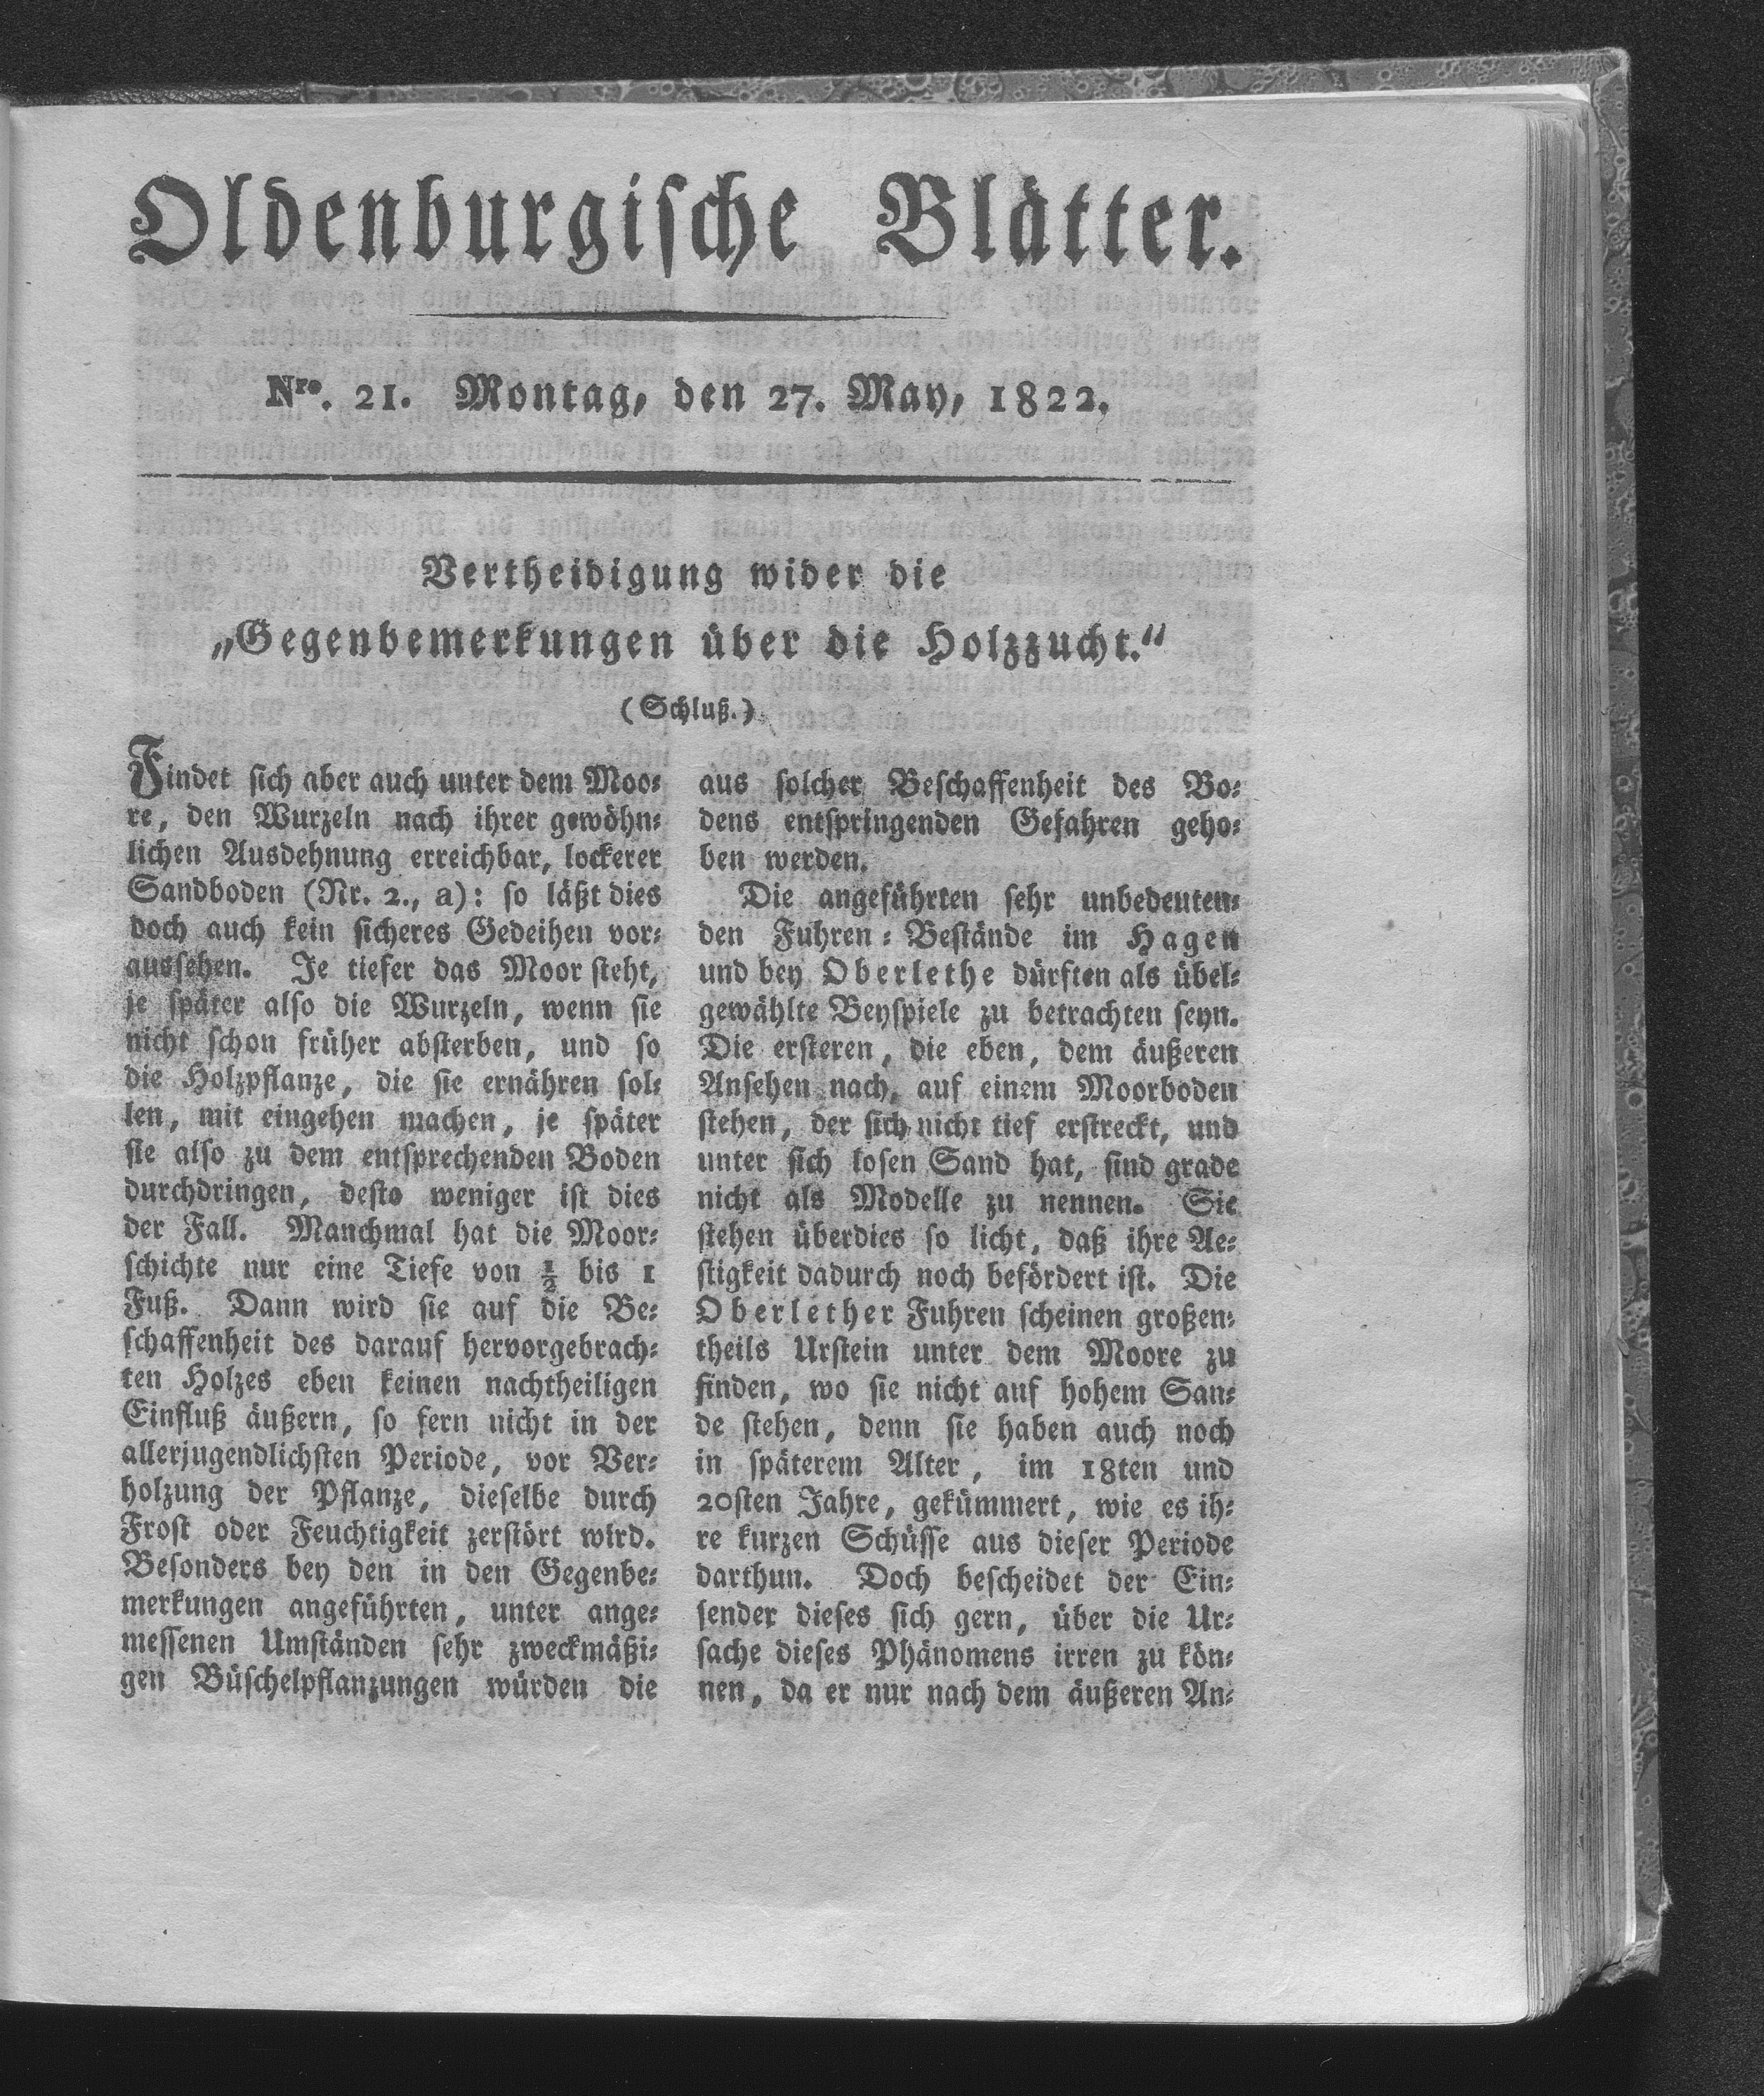 Oldenburgische Blätter.
Nro. 21. Montag, den 27. May, 1822.
Vertheidigung wider die
„Gegenbemerkungen über die Holzzucht.“
(Schluß.)
Findet sich aber auch unter dem Moo-
re, den Wurzeln nach ihrer gewöhn-
lichen Ausdehnung erreichbar, lockerer
Sandboden (Nr. 2., a): so läßt dies
doch auch kein sicheres Gedeihen vor-
aussehen. Je tiefer das Moor steht,
je später also die Wurzeln, wenn sie
nicht schon früher absterben, und so
die Holzpflanze, die sie ernähren sol-
len, mit eingehen machen, je später
sie also zu dem entsprechenden Boden
durchdringen, desto weniger ist dies
der Fall. Manchmal hat die Moor-
schichte nur eine Tiefe von ½ bis 1
Fuß. Dann wird sie auf die Be-
schaffenheit des darauf hervorgebrach-
ten Holzes eben keinen nachtheiligen
Einfluß äußern, so fern nicht in der
allerjugendlichsten Periode, vor Ver-
holzung der Pflanze, dieselbe durch
Frost oder Feuchtigkeit zerstört wird.
Besonders bey den in den Gegenbe-
merkungen angeführten, unter ange-
messenen Umständen sehr zweckmäßi-
gen Büschelpflanzungen würden die
aus solcher Beschaffenheit des Bo-
dens entspringenden Gefahren geho-
ben werden.
Die angeführten sehr unbedeuten-
den Fuhren-Bestände im Hagen
und bey Oberlethe dürften als übel-
gewählte Beyspiele zu betrachten seyn.
Die ersteren, die eben, dem äußeren
Ansehen nach, auf einem Moorboden
stehen, der sich nicht tief erstreckt, und
unter sich losen Sand hat, sind grade
nicht als Modelle zu nennen. Sie
stehen überdies so licht, daß ihre Ae-
stigkeit dadurch noch befördert ist. Die
Oberlether Fuhren scheinen großen-
theils Urstein unter dem Moore zu
finden, wo sie nicht auf hohem San-
de stehen, denn sie haben auch noch
in späterem Alter, im 18ten und
20sten Jahre, gekümmert, wie es ih-
re kurzen Schüsse aus dieser Periode
darthun. Doch bescheidet der Ein-
sender dieses sich gern, über die Ur-
sache dieses Phänomens irren zu kön-
nen, da er nur nach dem äußeren An-